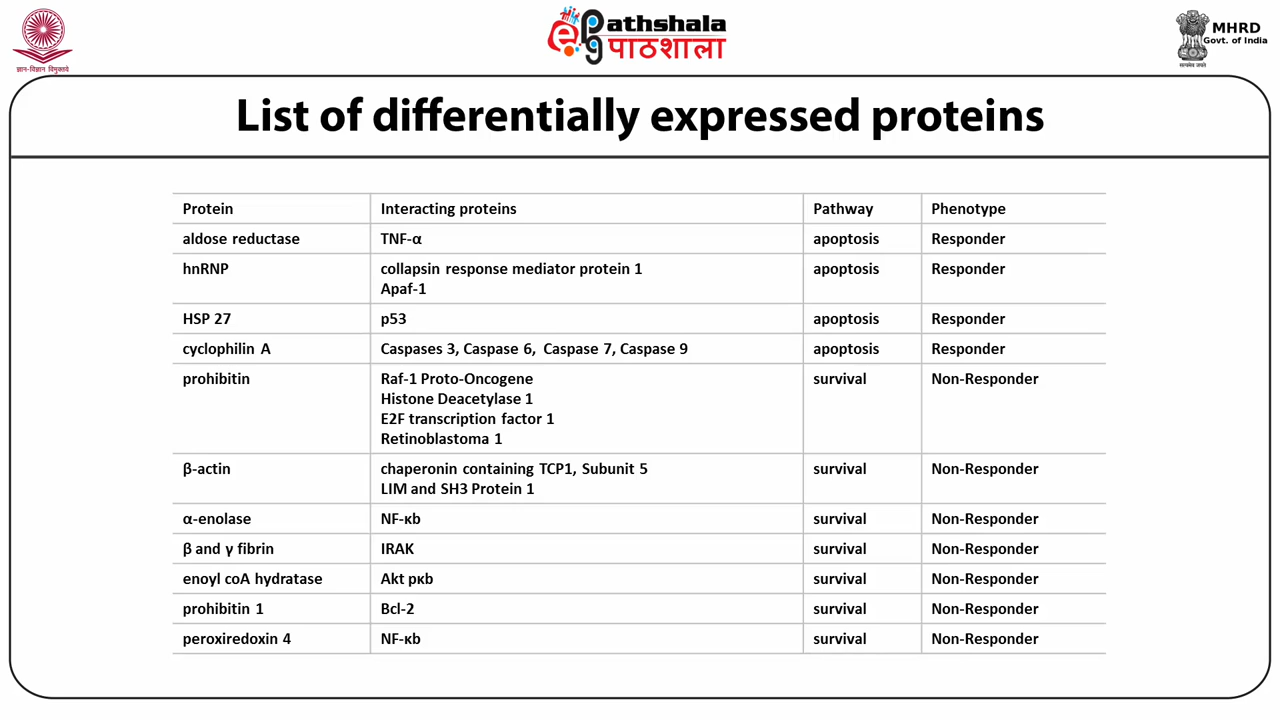 ज्ञान-विज्ञान विमुक्तये
ePathshala
पाठशाला
सत्यमेव जयते
MHRD
Govt. of India
List of differentially expressed proteins
Protein Interacting proteins Pathway Phenotype
aldose reductase TNF-α apoptosis Responder
hnRNP collapsin response mediator protein 1 apoptosis Responder
Apaf-1
HSP 27 p53 apoptosis Responder
cyclophilin A Caspases 3, Caspase 6, Caspase 7, Caspase 9 apoptosis Responder
prohibitin Raf-1 Proto-Oncogene survival Non-Responder
Histone Deacetylase 1
E2F transcription factor 1
Retinoblastoma 1
β-actin chaperonin containing TCP1, Subunit 5 survival Non-Responder
LIM and SH3 Protein 1
α-enolase NF-κb survival Non-Responder
β and γ fibrin IRAK survival Non-Responder
enoyl coA hydratase Akt pκb survival Non-Responder
prohibitin 1 Bcl-2 survival Non-Responder
peroxiredoxin 4 NF-κb survival Non-Responder